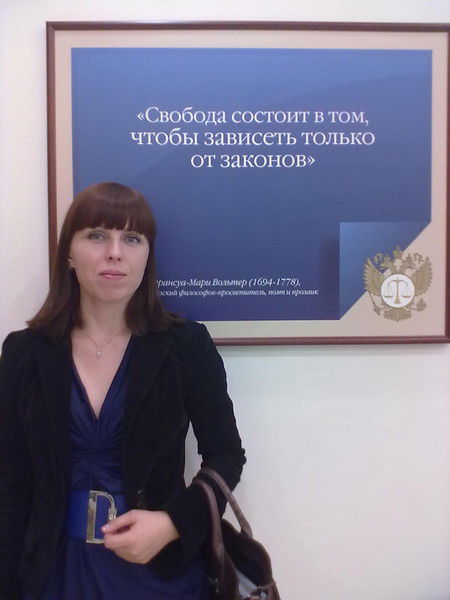 «Свобода состоит в том,
чтобы зависеть только
от законов»
Франсуа-Мари Вольтер (1694-1778),
философов-просветитель, поэт и прозаик